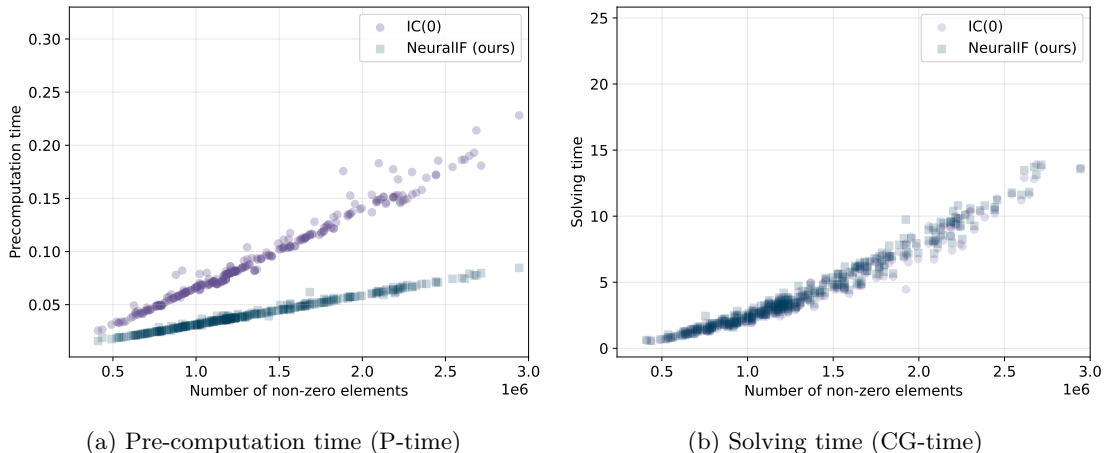 IC(0)
NeuralIF (ours)
0.30
0.25
0.20
0.15
0.10
0.05
Precomputation time
0.5
1.0
1.5
2.0
2.5
3.0
1e6
Number of non-zero elements
(a) Pre-computation time (P-time)
IC(0)
NeuralIF (ours)
25
20
15
10
5
0
Solving time
0.5
1.0
1.5
2.0
2.5
3.0
1e6
Number of non-zero elements
(b) Solving time (CG-time)